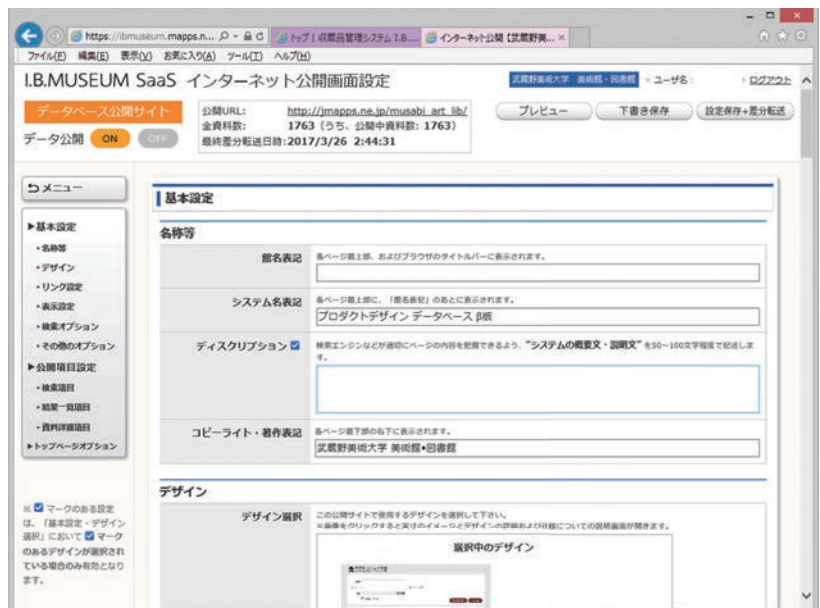 https://ibmuseum.mapps.n...
トップ | 収蔵品管理システム I.B....
インターネット公開【武蔵野美...
ファイル(F) 編集(E) 表示(V) お気に入り(A) ツール(T) ヘルプ(H)
I.B.MUSEUM SaaS インターネット公開画面設定
武蔵野美術大学 美術館・図書館 ユーザ名: ログアウト
データベース公開サイト
データ公開 ON OFF
公開URL: http://jmapps.ne.jp/musabi_art_lib/
全資料数: 1763 (うち、公開中資料数: 1763)
最終差分転送日時:2017/3/26 2:44:31
プレビュー 下書き保存 設定保存+差分転送
メニュー
▶基本設定
・名称等
・デザイン
・リンク設定
・表示設定
・検索オプション
・その他のオプション
▶公開項目設定
・検索項目
・結果一覧項目
・資料詳細項目
▶トップページオプション
※ マークのある設定
は、「基本設定・デザイン
選択」において マーク
のあるデザインが選択され
ている場合のみ有効となり
ます。
基本設定
名称等
館名表記
各ページ最上部、およびブラウザのタイトルバーに表示されます。
システム名表記
各ページ最上部に、「館名表記」のあとに表示されます。
プロダクトデザイン データベース β版
ディスクリプション
検索エンジンなどが適切にページの内容を把握できるよう、"システムの概要文・説明文" を50～100文字程度で記述しま
す。
コピーライト・著作表記
各ページ最下部の右下に表示されます。
武蔵野美術大学 美術館•図書館
デザイン
デザイン選択
この公開サイトで使用するデザインを選択して下さい。
※画像をクリックすると実寸のイメージとデザインの詳細および仕様についての説明画面が開きます。
選択中のデザイン